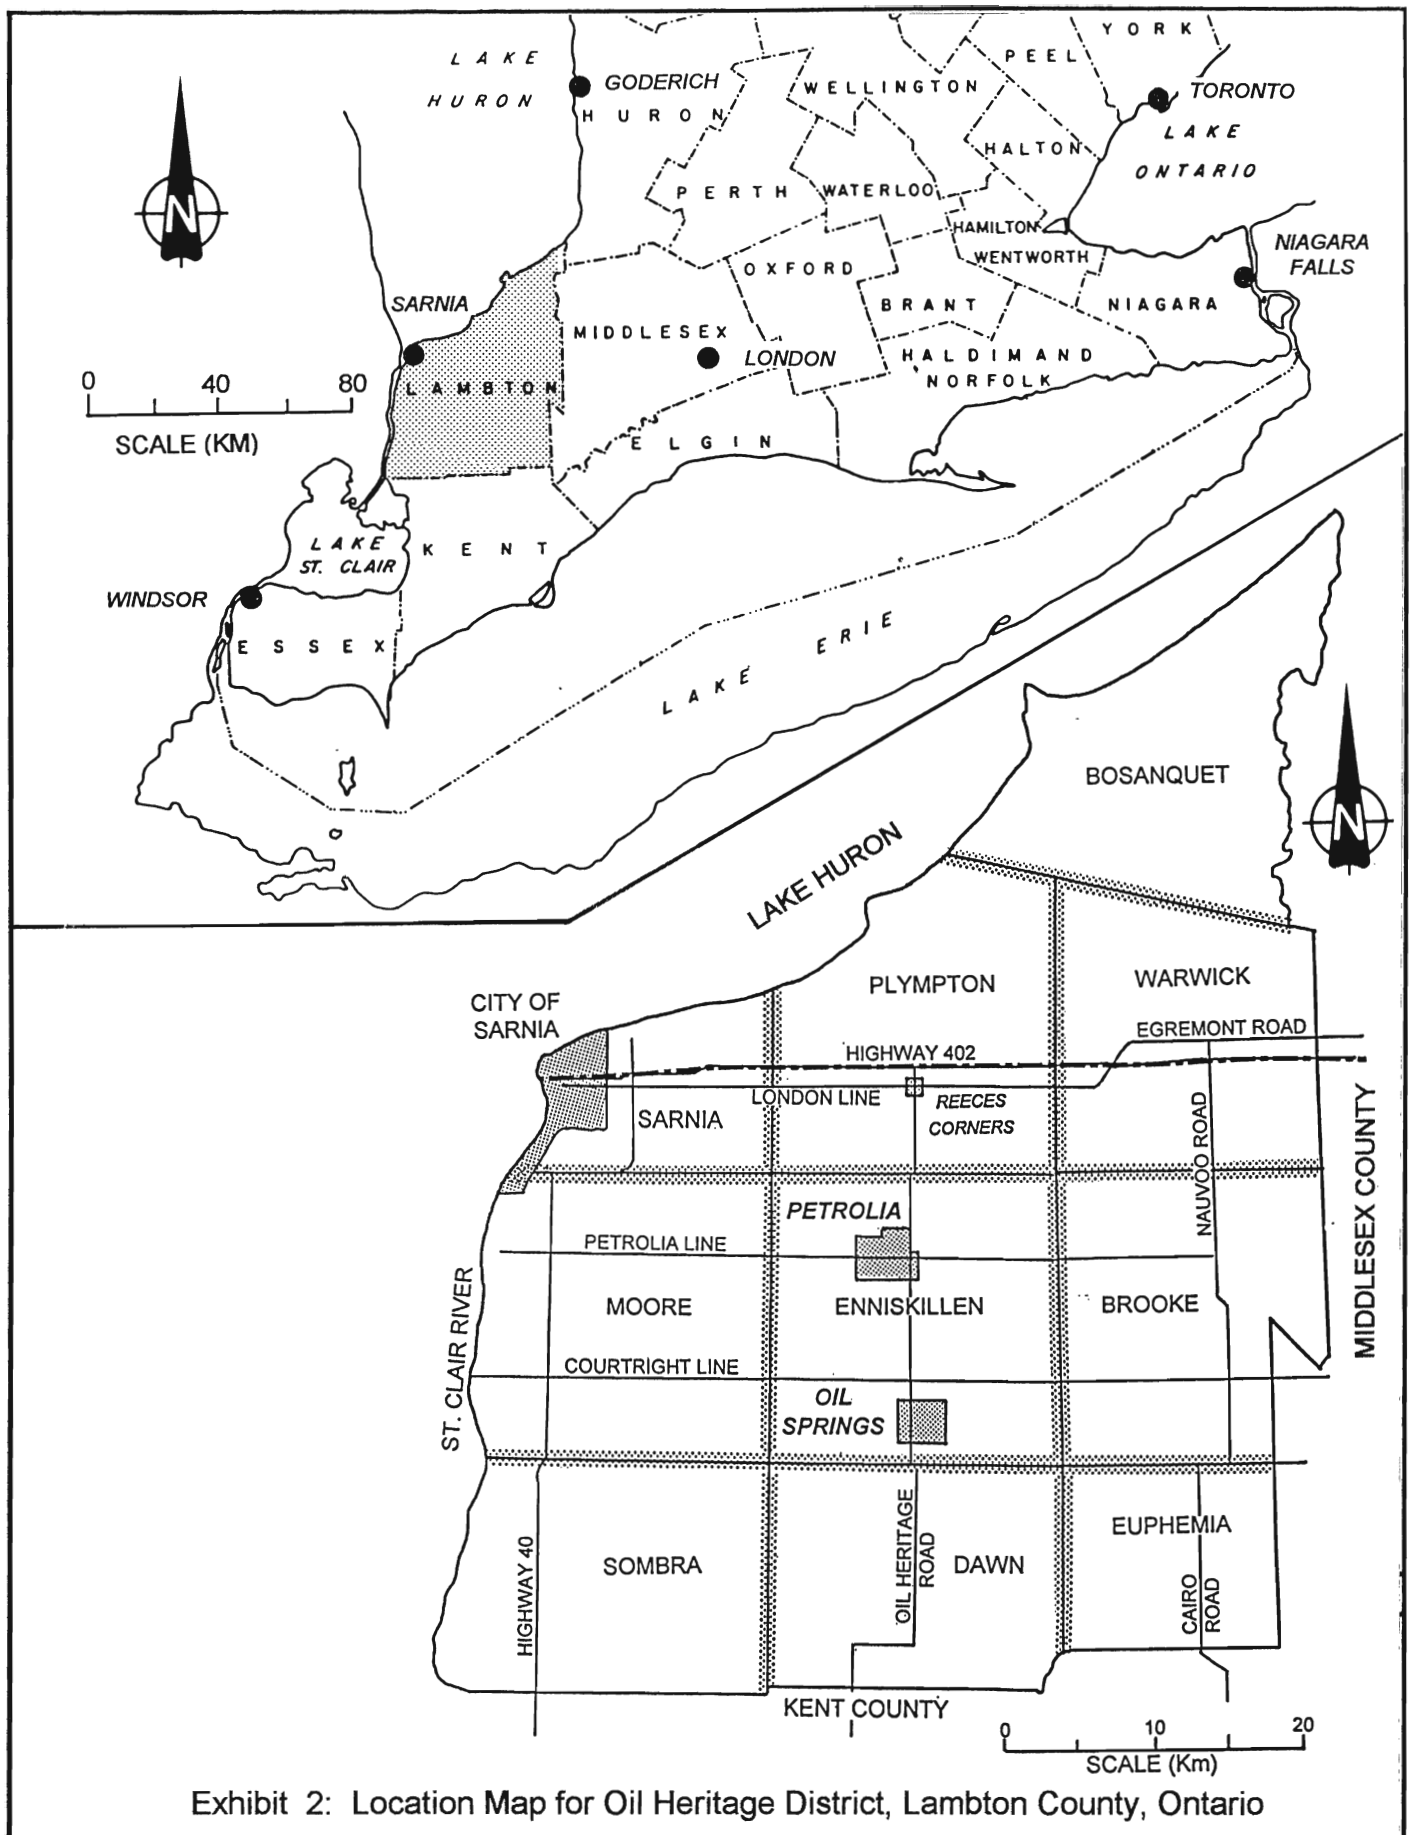 LAKE
HURON
GODERICH
HURON
WELLINGTON
PEEL
YORK
TORONTO
LAKE
ONTARIO
HALTON
PERTH
WATERLOO
N
HAMILTON
WENTWORTH
NIAGARA
FALLS
OXFORD
SARNIA
BRANT
NIAGARA
MIDDLESEX
LONDON
HALDIMAND
NORFOLK
0 40 80
SCALE (KM)
LAMBTON
ELGIN
LAKE
ST. CLAIR
KENT
WINDSOR
ESSEX
LAKE ERIE
BOSANQUET
N
LAKE HURON
CITY OF
SARNIA
PLYMPTON
WARWICK
EGREMONT ROAD
HIGHWAY 402
LONDON LINE
REECES
CORNERS
SARNIA
NAUVOO ROAD
MIDDLESEX COUNTY
PETROLIA
PETROLIA LINE
MOORE
ENNISKILLEN
BROOKE
ST. CLAIR RIVER
COURTRIGHT LINE
OIL
SPRINGS
EUPHEMIA
HIGHWAY 40
SOMBRA
OIL HERITAGE
ROAD
DAWN
CAIRO
ROAD
KENT COUNTY
0 10 20
SCALE (Km)
Exhibit 2: Location Map for Oil Heritage District, Lambton County, Ontario